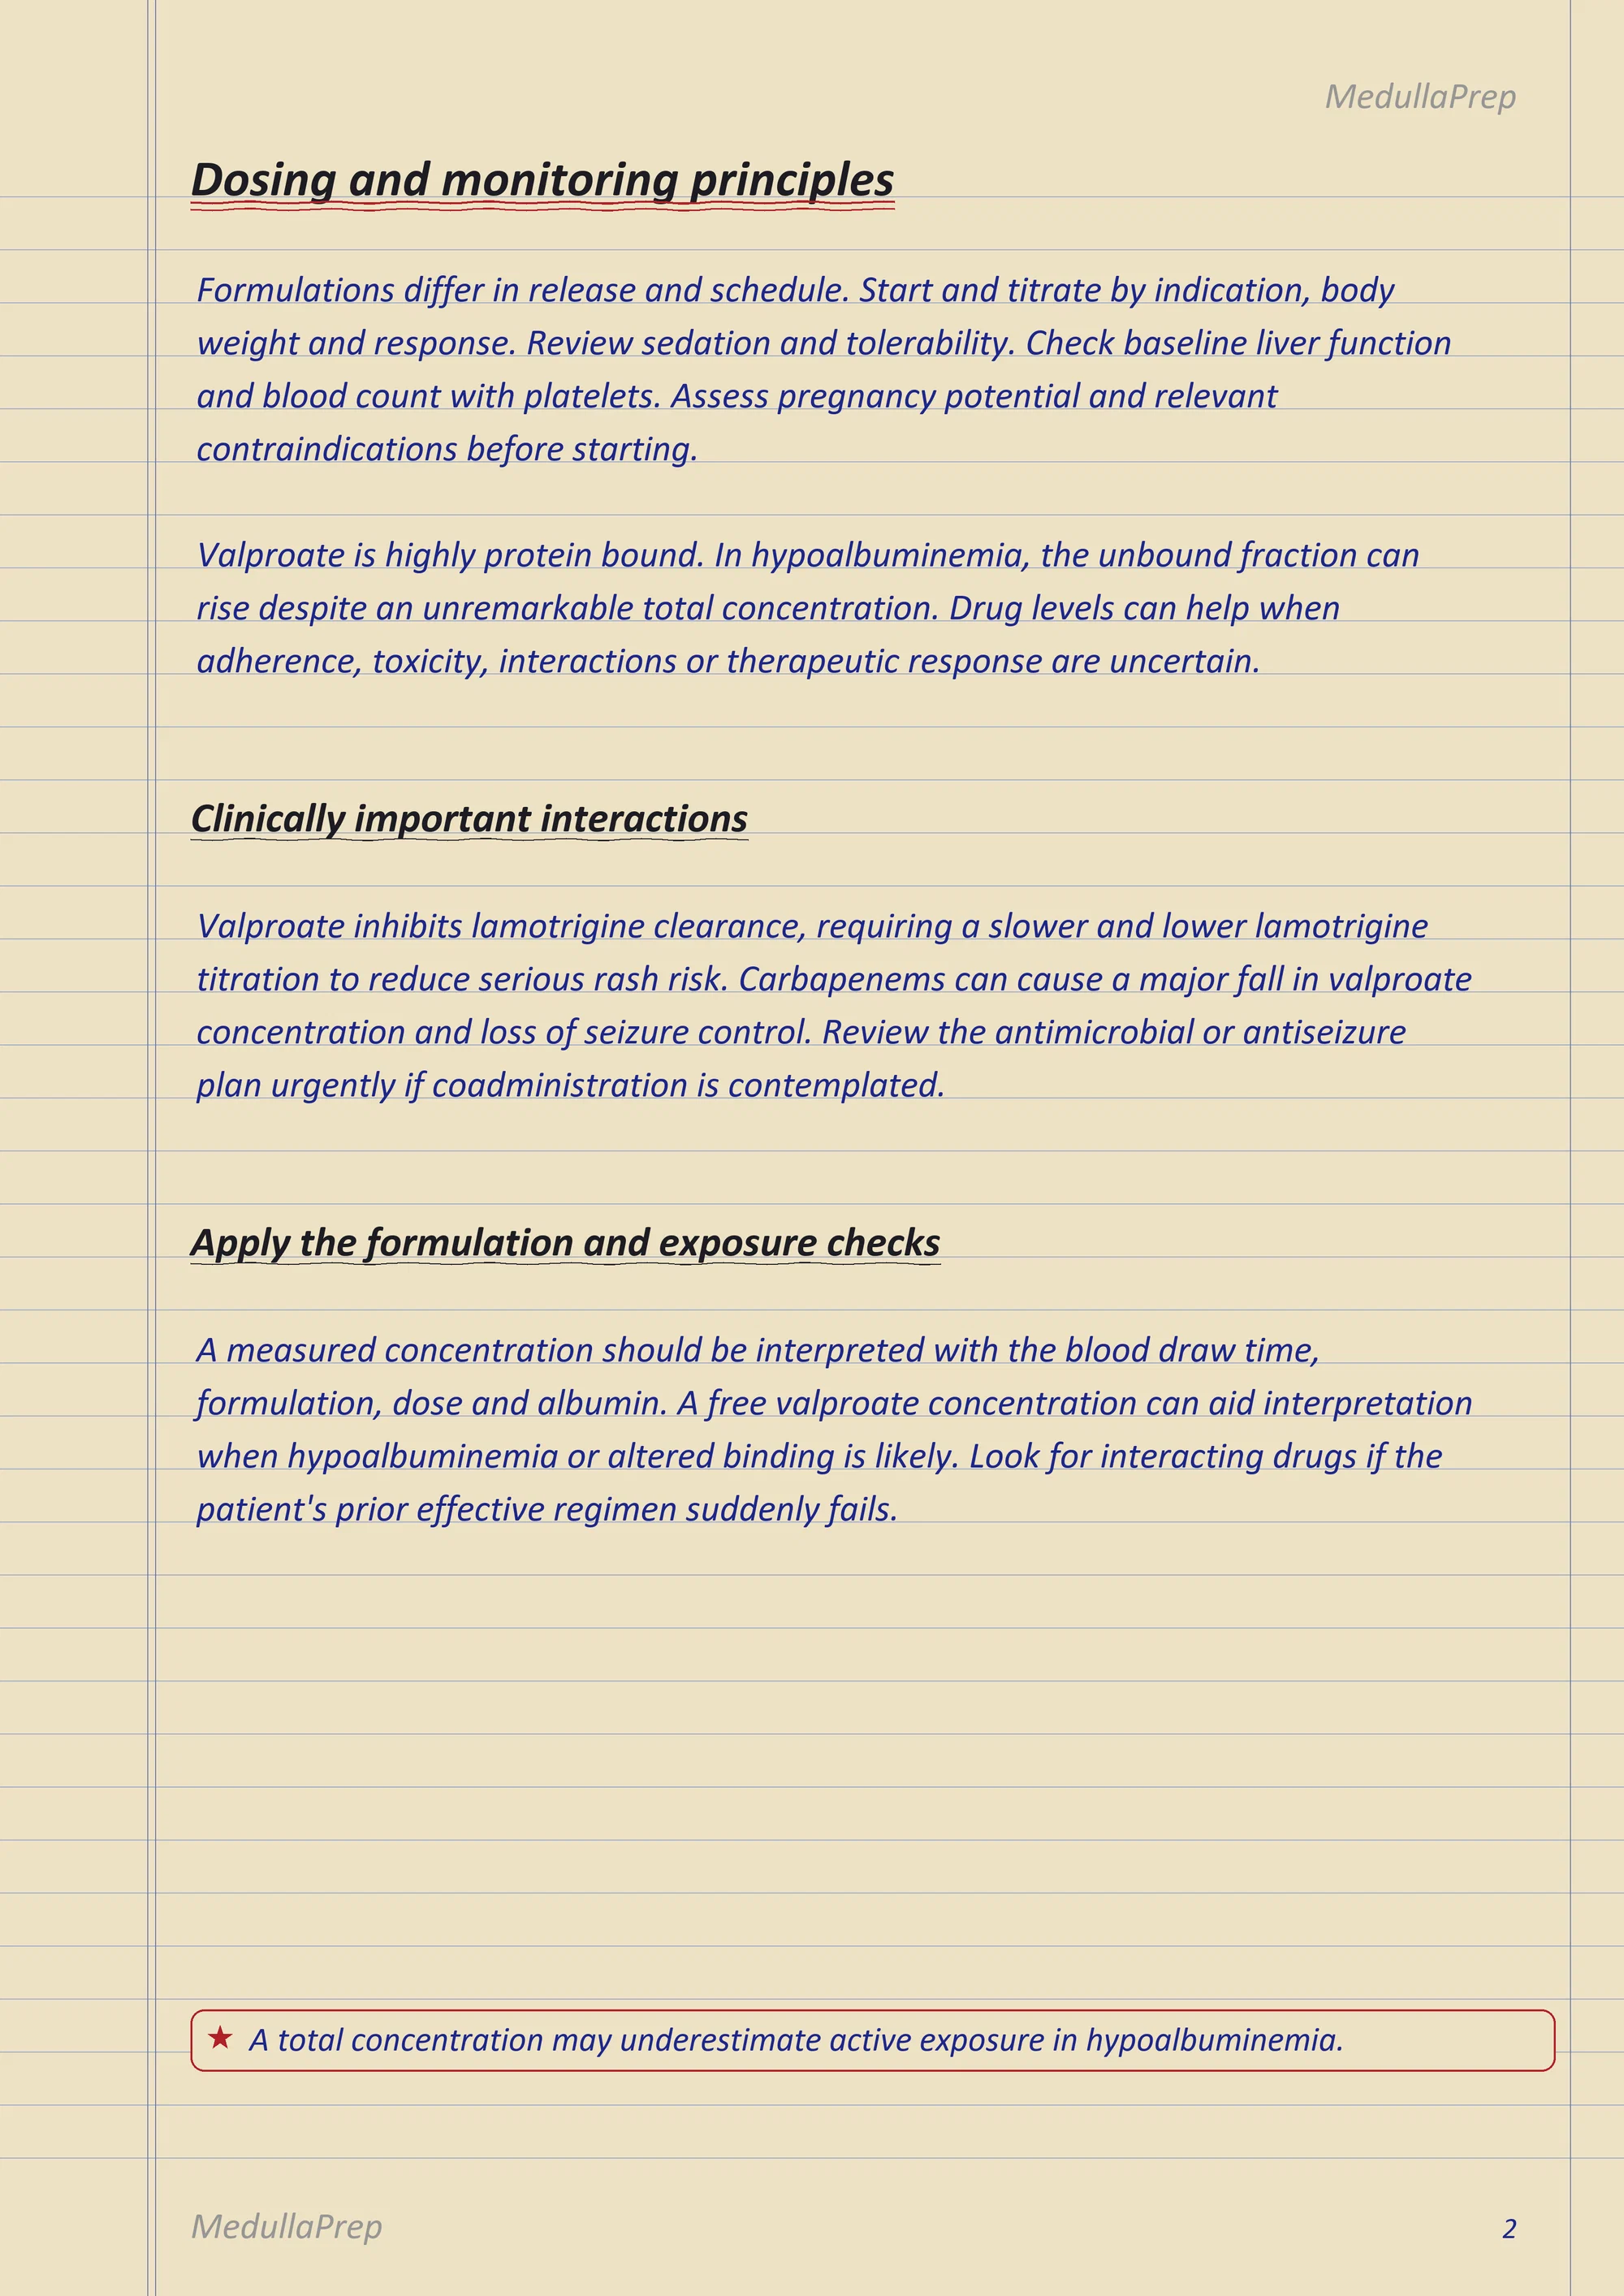 MedullaPrep
Dosing and monitoring principles
Formulations differ in release and schedule. Start and titrate by indication, body
weight and response. Review sedation and tolerability. Check baseline liver function
and blood count with platelets. Assess pregnancy potential and relevant
contraindications before starting.
Valproate is highly protein bound. In hypoalbuminemia, the unbound fraction can
rise despite an unremarkable total concentration. Drug levels can help when
adherence, toxicity, interactions or therapeutic response are uncertain.
Clinically important interactions
Valproate inhibits lamotrigine clearance, requiring a slower and lower lamotrigine
titration to reduce serious rash risk. Carbapenems can cause a major fall in valproate
concentration and loss of seizure control. Review the antimicrobial or antiseizure
plan urgently if coadministration is contemplated.
Apply the formulation and exposure checks
A measured concentration should be interpreted with the blood draw time,
formulation, dose and albumin. A free valproate concentration can aid interpretation
when hypoalbuminemia or altered binding is likely. Look for interacting drugs if the
patient's prior effective regimen suddenly fails.
★ A total concentration may underestimate active exposure in hypoalbuminemia.
MedullaPrep
2